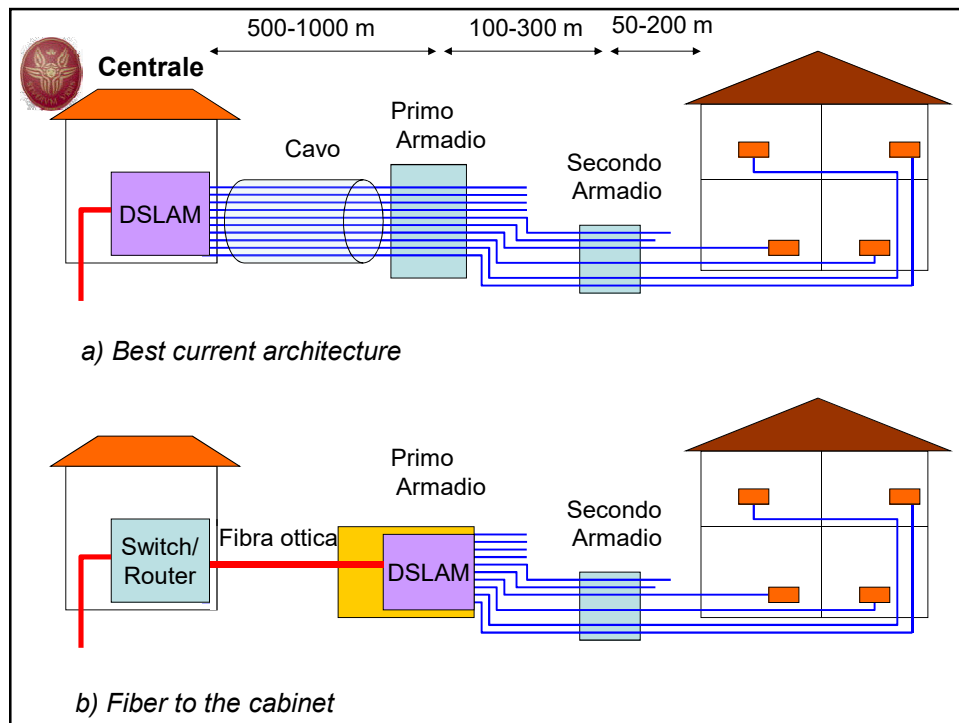 500-1000 m
100-300 m
50-200 m
Centrale
Cavo
Primo
Armadio
Secondo
Armadio
DSLAM
a) Best current architecture
Primo
Armadio
Secondo
Armadio
Switch/
Router
Fibra ottica
DSLAM
b) Fiber to the cabinet